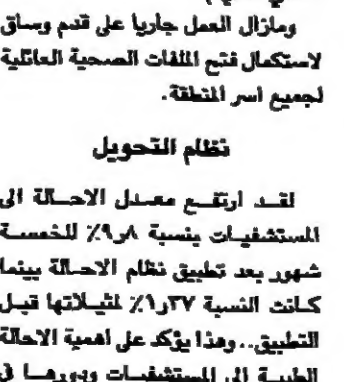 ومازال العمل جاريا على قدم وساق
لاستكمال فتح الملفات الصحية العائلية
لجميع اسر المنطقة.
نظام التحويل
لقد ارتفع معدل الاحالة الى
المستشفيات بنسبة ٨ر٩٪ للخمسة
شهور بعد تطبيق نظام الاحالة بينما
كانت النسبة ٣٧ر١٪ لمثيلاتها قبل
التطبيق.. وهذا يؤكد على اهمية الاحالة
الطبية الى المستشفيات ودورها في